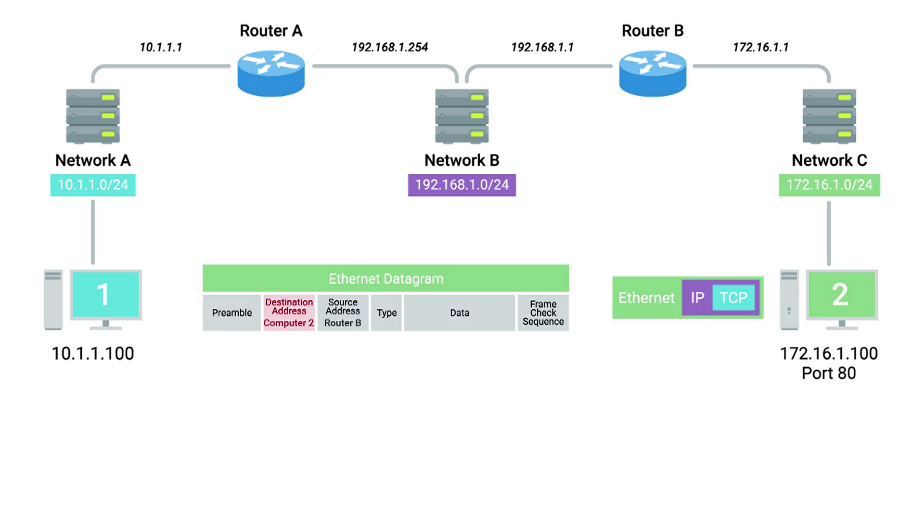 Router A
Router B
10.1.1.1
192.168.1.254
192.168.1.1
172.16.1.1
Network A
Network B
Network C
10.1.1.0/24
192.168.1.0/24
172.16.1.0/24
Ethernet Datagram
Preamble
Destination
Address
Computer 2
Source
Address
Router B
Type
Data
Frame
Check
Sequence
Ethernet
IP
TCP
1
2
10.1.1.100
172.16.1.100
Port 80